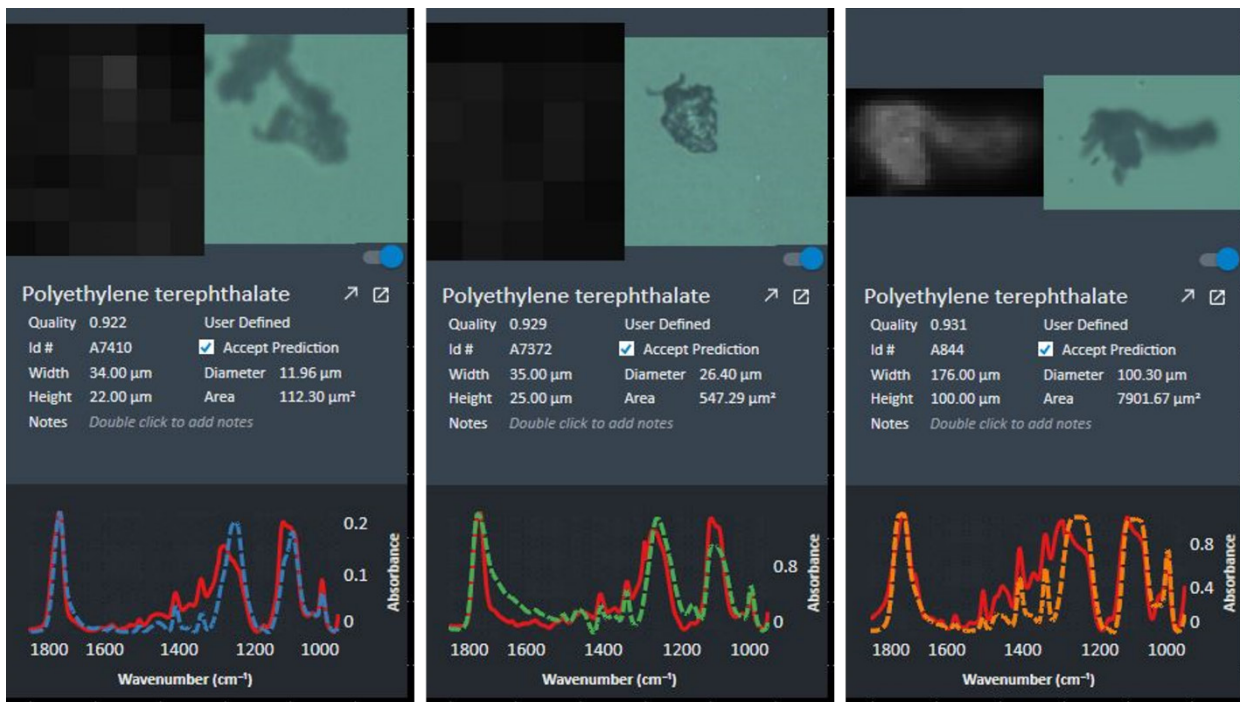 Polyethylene terephthalate
Quality 0.922 User Defined
Id # A7410 Accept Prediction
Width 34.00 µm Diameter 11.96 µm
Height 22.00 µm Area 112.30 µm²
Notes Double click to add notes
0.2
0.1
0
Absorbance
1800 1600 1400 1200 1000
Wavenumber (cm⁻¹)
Polyethylene terephthalate
Quality 0.929 User Defined
Id # A7372 Accept Prediction
Width 35.00 µm Diameter 26.40 µm
Height 25.00 µm Area 547.29 µm²
Notes Double click to add notes
0.8
0
Absorbance
1800 1600 1400 1200 1000
Wavenumber (cm⁻¹)
Polyethylene terephthalate
Quality 0.931 User Defined
Id # A844 Accept Prediction
Width 176.00 µm Diameter 100.30 µm
Height 100.00 µm Area 7901.67 µm²
Notes Double click to add notes
0.8
0.4
0
Absorbance
1800 1600 1400 1200 1000
Wavenumber (cm⁻¹)